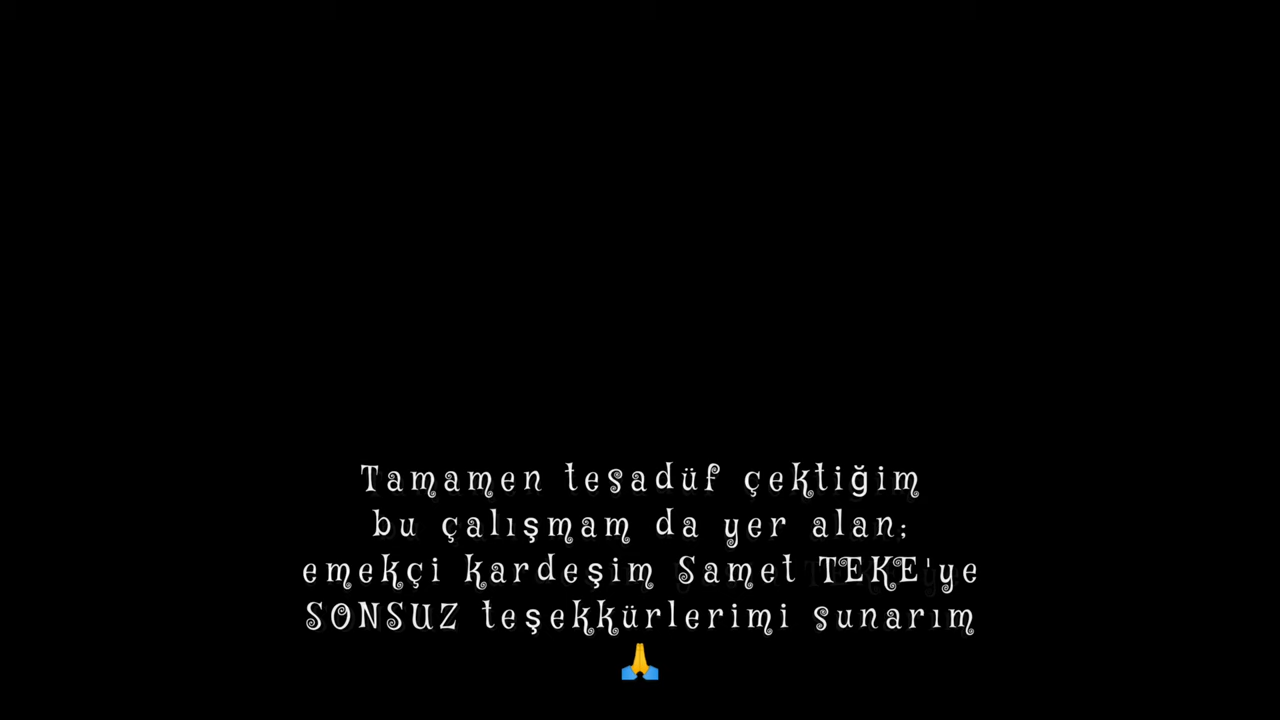 Tamamen tesadüf çektiğim
bu çalışmam da yer alan;
emekçi kardeşim Samet TEKE'ye
SONSUZ teşekkürlerimi sunarım
🙏